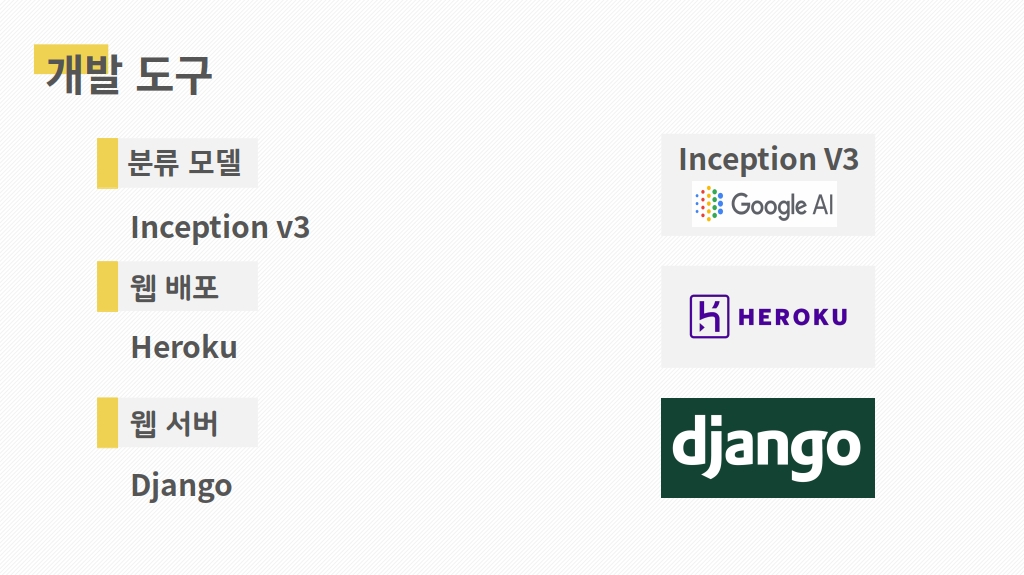 개발 도구
분류 모델
Inception v3
웹 배포
Heroku
웹 서버
Django
Inception V3
Google AI
HEROKU
django